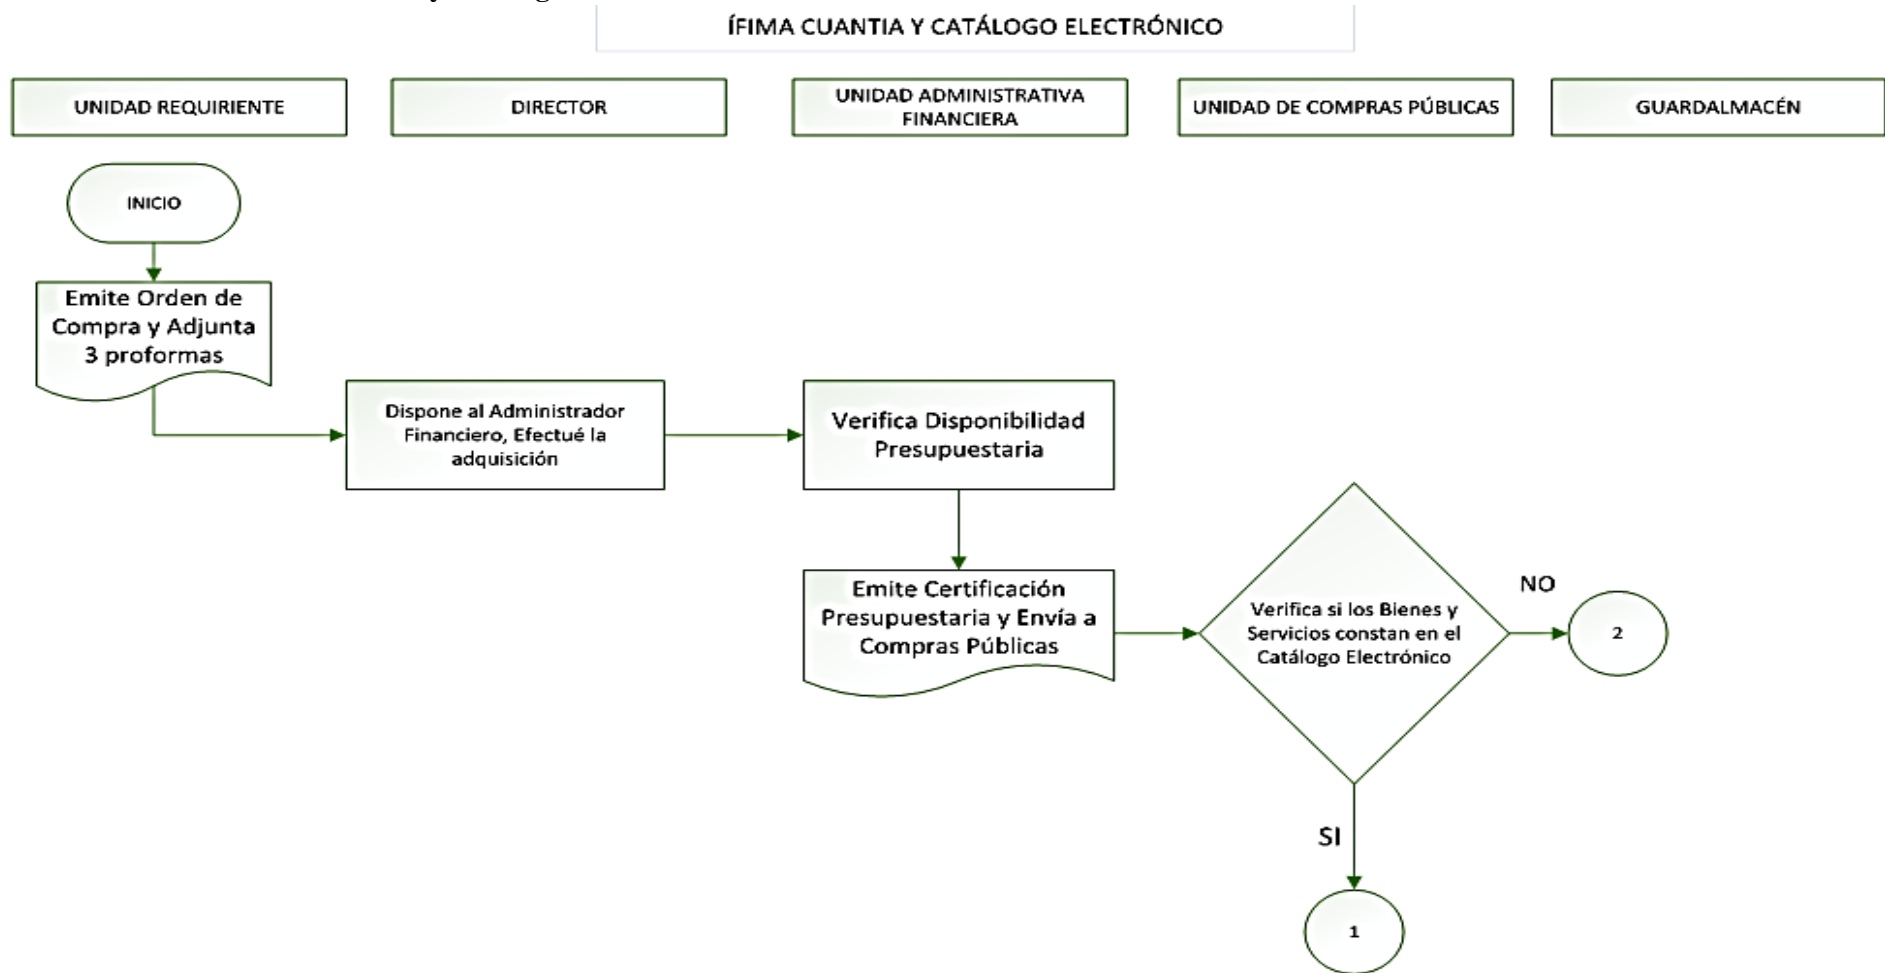 ÍFIMA CUANTIA Y CATÁLOGO ELECTRÓNICO
UNIDAD REQUIRIENTE
DIRECTOR
UNIDAD ADMINISTRATIVA
FINANCIERA
UNIDAD DE COMPRAS PÚBLICAS
GUARDALMACÉN
INICIO
Emite Orden de
Compra y Adjunta
3 proformas
Dispone al Administrador
Financiero, Efectué la
adquisición
Verifica Disponibilidad
Presupuestaria
Emite Certificación
Presupuestaria y Envía a
Compras Públicas
Verifica si los Bienes y
Servicios constan en el
Catálogo Electrónico
NO
2
SI
1